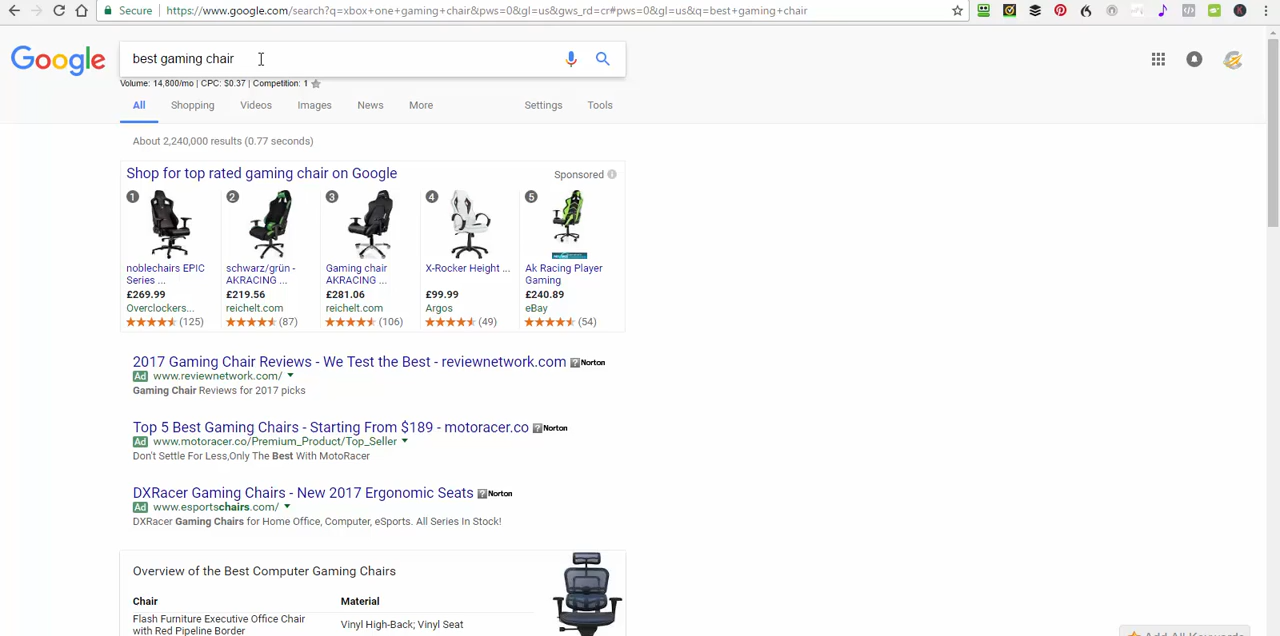 Secure
https://www.google.com/search?q=xbox+one+gaming+chair&pws=0&gl=us&gws_rd=cr#pws=0&gl=us&q=best+gaming+chair
Google
best gaming chair
Volume: 14,800/mo | CPC: $0.37 | Competition: 1
All Shopping Videos Images News More Settings Tools
About 2,240,000 results (0.77 seconds)
Shop for top rated gaming chair on Google
Sponsored
1 2 3 4 5
noblechairs EPIC Series ...
£269.99
Overclockers...
(125)
schwarz/grün - AKRACING ...
£219.56
reichelt.com
(87)
Gaming chair AKRACING ...
£281.06
reichelt.com
(106)
X-Rocker Height ...
£99.99
Argos
(49)
Ak Racing Player Gaming
£240.89
eBay
(54)
2017 Gaming Chair Reviews - We Test the Best - reviewnetwork.com Norton
Ad www.reviewnetwork.com/
Gaming Chair Reviews for 2017 picks
Top 5 Best Gaming Chairs - Starting From $189 - motoracer.co Norton
Ad www.motoracer.co/Premium_Product/Top_Seller
Don't Settle For Less,Only The Best With MotoRacer
DXRacer Gaming Chairs - New 2017 Ergonomic Seats Norton
Ad www.esportschairs.com/
DXRacer Gaming Chairs for Home Office, Computer, eSports. All Series In Stock!
Overview of the Best Computer Gaming Chairs
Chair Material
Flash Furniture Executive Office Chair
with Red Pipeline Border
Vinyl High-Back; Vinyl Seat
Add All Keywords